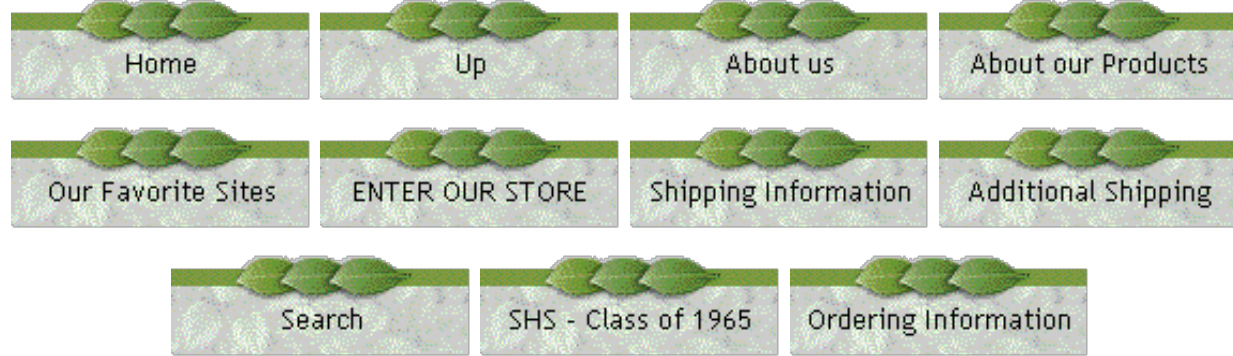 Home
Up
About us
About our Products
Our Favorite Sites
ENTER OUR STORE
Shipping Information
Additional Shipping
Search
SHS - Class of 1965
Ordering Information